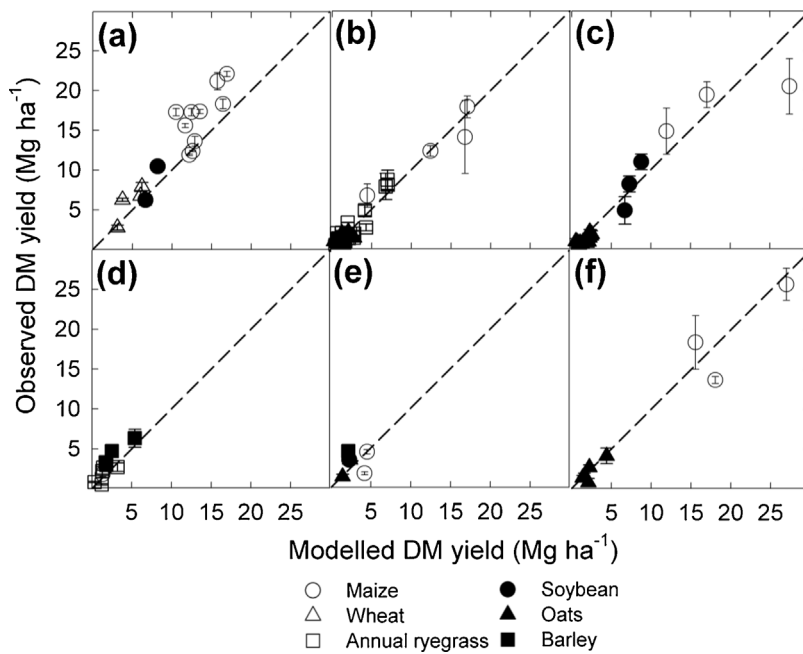 (a) (b) (c)
25
20
15
10
5
(d) (e) (f)
25
20
15
10
5
5 10 15 20 25 5 10 15 20 25 5 10 15 20 25
Observed DM yield (Mg ha⁻¹)
Modelled DM yield (Mg ha⁻¹)
Maize Soybean
Wheat Oats
Annual ryegrass Barley